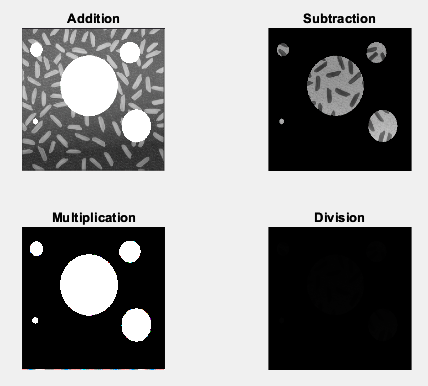 Addition
Subtraction
Multiplication
Division